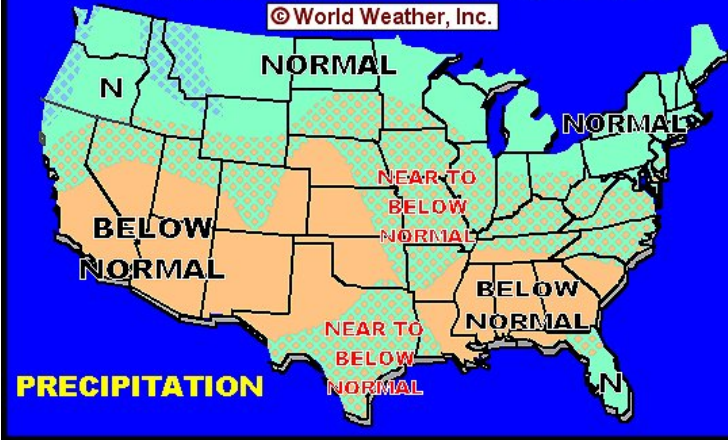 © World Weather, Inc.
NORMAL
N
NORMAL
NEAR TO
BELOW
NORMAL
BELOW
NORMAL
BELOW
NORMAL
NEAR TO
BELOW
NORMAL
PRECIPITATION
N